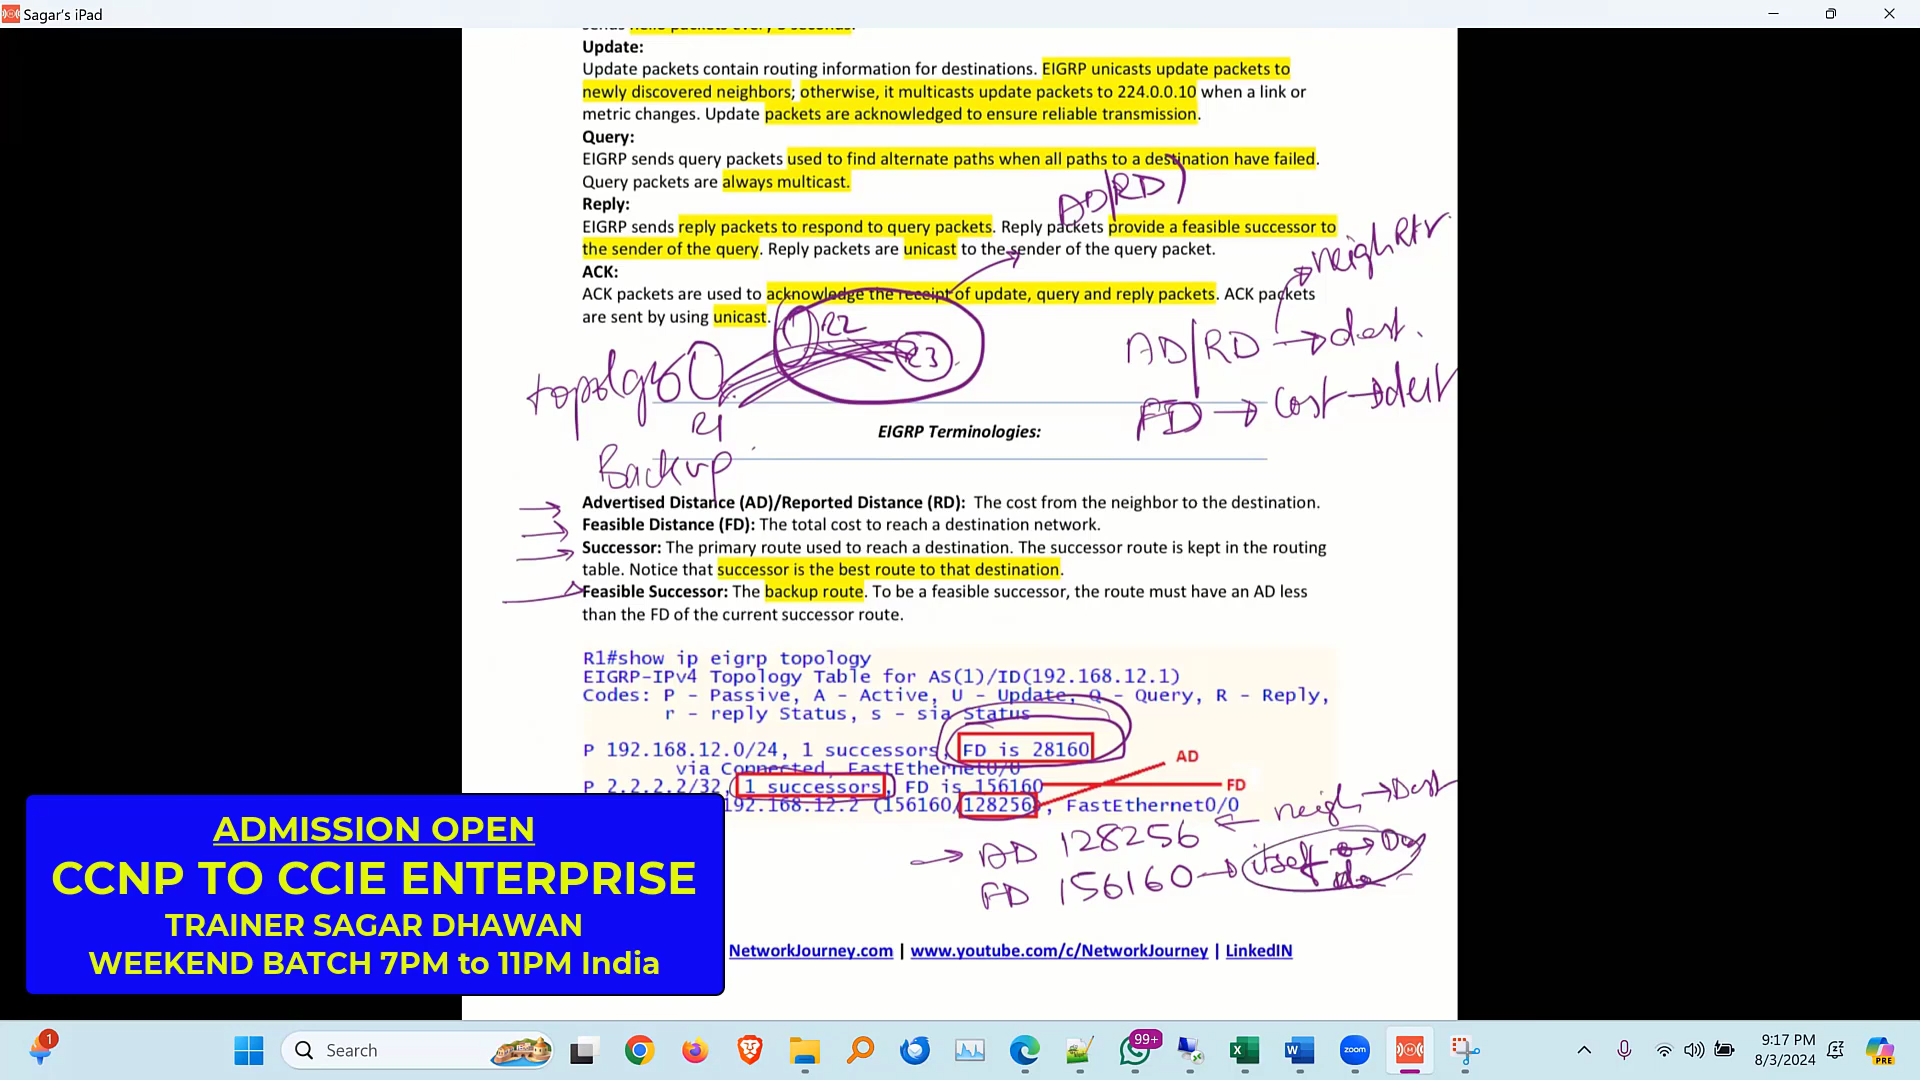 Sagar's iPad
sends hello packets every 5 seconds.
Update:
Update packets contain routing information for destinations. EIGRP unicasts update packets to
newly discovered neighbors; otherwise, it multicasts update packets to 224.0.0.10 when a link or
metric changes. Update packets are acknowledged to ensure reliable transmission.
Query:
EIGRP sends query packets used to find alternate paths when all paths to a destination have failed.
Query packets are always multicast.
AD/RD
Reply:
EIGRP sends reply packets to respond to query packets. Reply packets provide a feasible successor to
the sender of the query. Reply packets are unicast to the sender of the query packet.
neighRtr
ACK:
ACK packets are used to acknowledge the receipt of update, query and reply packets. ACK packets
are sent by using unicast.
R2
R3
AD/RD → dest.
R1
FD → cost → dest
EIGRP Terminologies:
Backup
Advertised Distance (AD)/Reported Distance (RD): The cost from the neighbor to the destination.
Feasible Distance (FD): The total cost to reach a destination network.
Successor: The primary route used to reach a destination. The successor route is kept in the routing
table. Notice that successor is the best route to that destination.
Feasible Successor: The backup route. To be a feasible successor, the route must have an AD less
than the FD of the current successor route.
R1#show ip eigrp topology
EIGRP-IPv4 Topology Table for AS(1)/ID(192.168.12.1)
Codes: P - Passive, A - Active, U - Update, Q - Query, R - Reply,
r - reply Status, s - sia Status
P 192.168.12.0/24, 1 successors, FD is 28160
via Connected, FastEthernet0/0
AD
P 2.2.2.2/32, 1 successors, FD is 156160
FD
192.168.12.2 (156160/128256), FastEthernet0/0
AD 128256 ← neigh → Dest
FD 156160 → itself →
ADMISSION OPEN
CCNP TO CCIE ENTERPRISE
TRAINER SAGAR DHAWAN
WEEKEND BATCH 7PM to 11PM India
NetworkJourney.com | www.youtube.com/c/NetworkJourney | LinkedIN
1
Search
99+
zoom
9:17 PM
8/3/2024
PRE